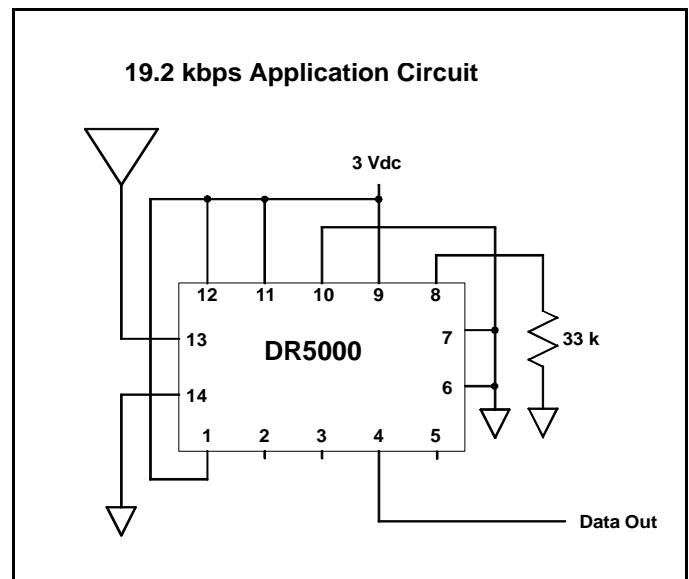 19.2 kbps Application Circuit
3 Vdc
12 11 10 9 8
13
DR5000
7
33 k
14
6
1 2 3 4 5
Data Out